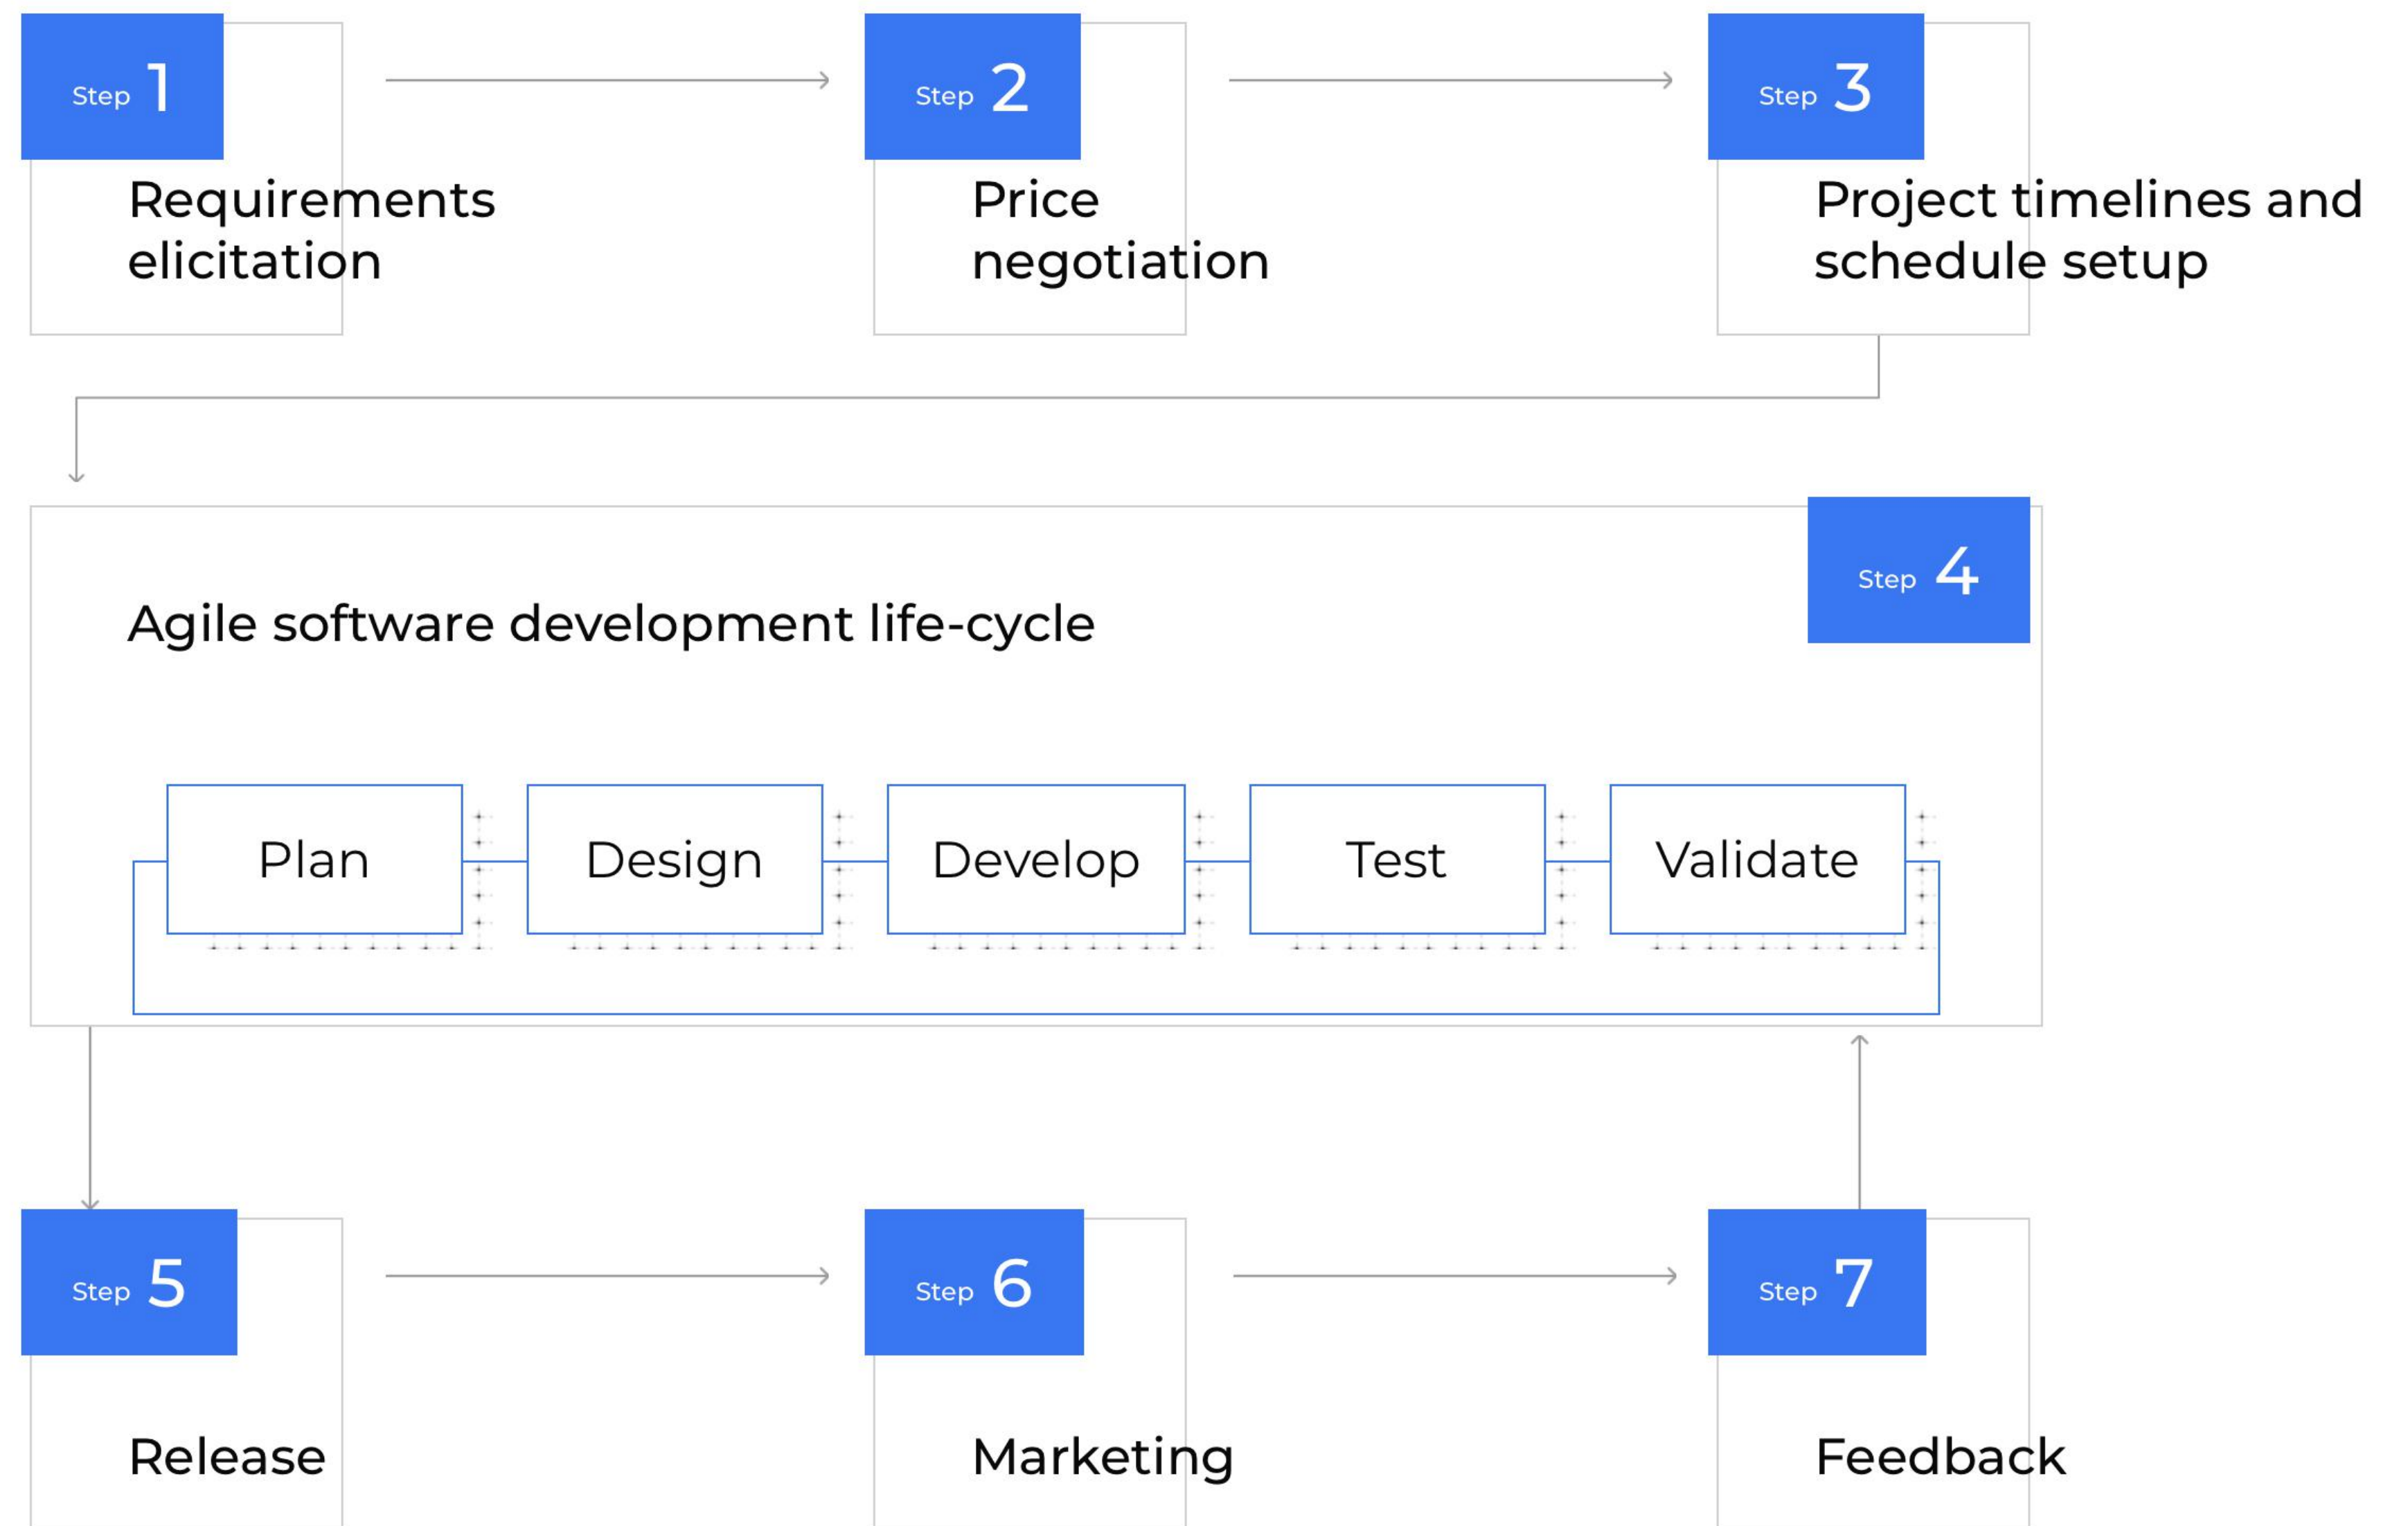 Step 1
Requirements
elicitation
Step 2
Price
negotiation
Step 3
Project timelines and
schedule setup
Step 4
Agile software development life-cycle
Plan
Design
Develop
Test
Validate
Step 5
Release
Step 6
Marketing
Step 7
Feedback